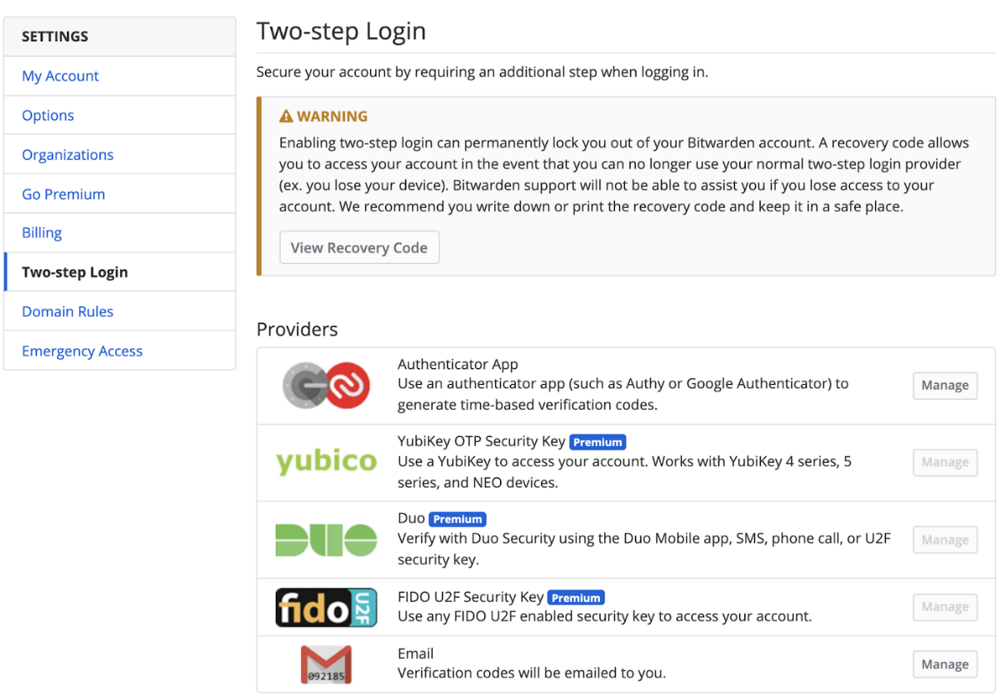 SETTINGS
My Account
Options
Organizations
Go Premium
Billing
Two-step Login
Domain Rules
Emergency Access
Two-step Login
Secure your account by requiring an additional step when logging in.
WARNING
Enabling two-step login can permanently lock you out of your Bitwarden account. A recovery code allows
you to access your account in the event that you can no longer use your normal two-step login provider
(ex. you lose your device). Bitwarden support will not be able to assist you if you lose access to your
account. We recommend you write down or print the recovery code and keep it in a safe place.
View Recovery Code
Providers
Authenticator App
Use an authenticator app (such as Authy or Google Authenticator) to
generate time-based verification codes.
Manage
yubico
YubiKey OTP Security Key Premium
Use a YubiKey to access your account. Works with YubiKey 4 series, 5
series, and NEO devices.
Manage
DUO
Duo Premium
Verify with Duo Security using the Duo Mobile app, SMS, phone call, or U2F
security key.
Manage
fido U2F
FIDO U2F Security Key Premium
Use any FIDO U2F enabled security key to access your account.
Manage
092185
Email
Verification codes will be emailed to you.
Manage